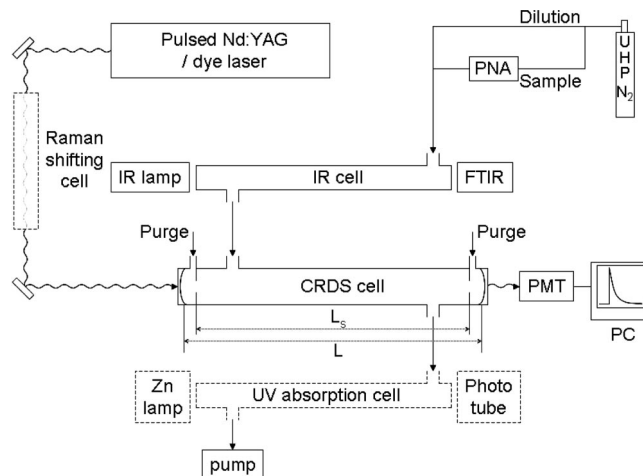 Dilution
Pulsed Nd:YAG
/ dye laser
PNA
Sample
UHP N2
Raman
shifting
cell
IR lamp
IR cell
FTIR
Purge
Purge
CRDS cell
PMT
PC
Ls
L
Zn
lamp
UV absorption cell
Photo
tube
pump